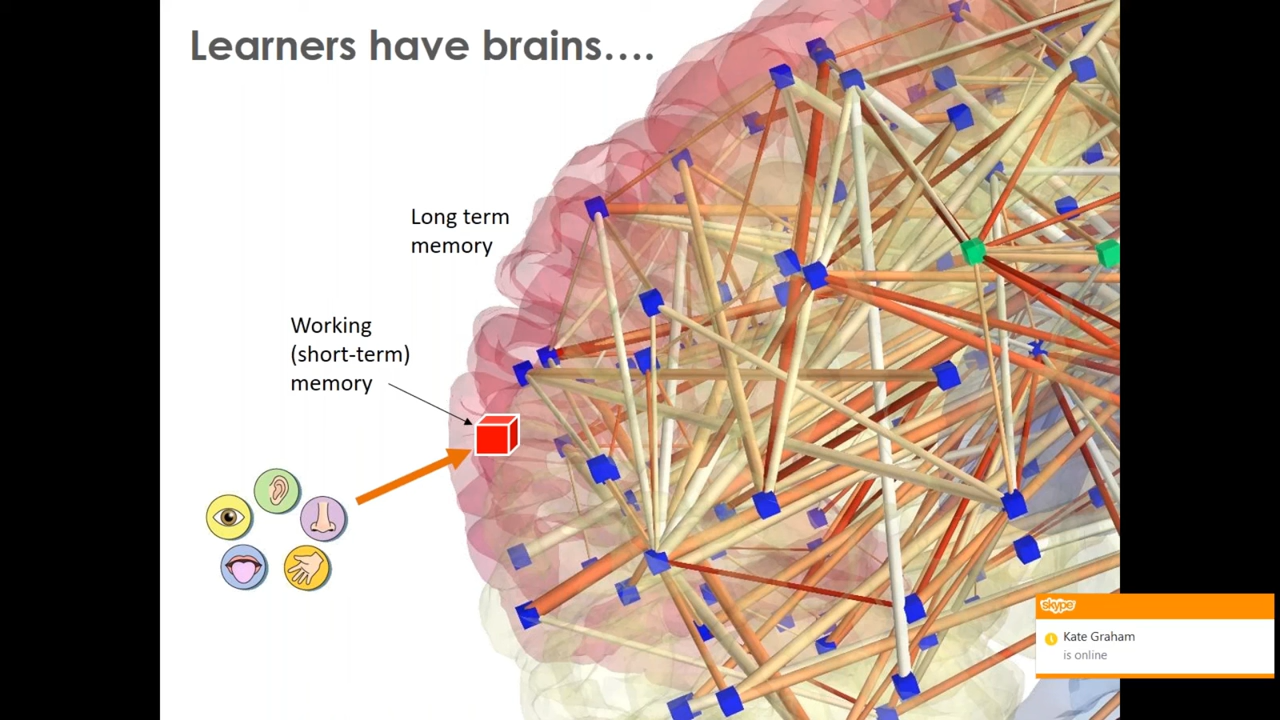 Learners have brains....
Long term
memory
Working
(short-term)
memory
skype
Kate Graham
is online